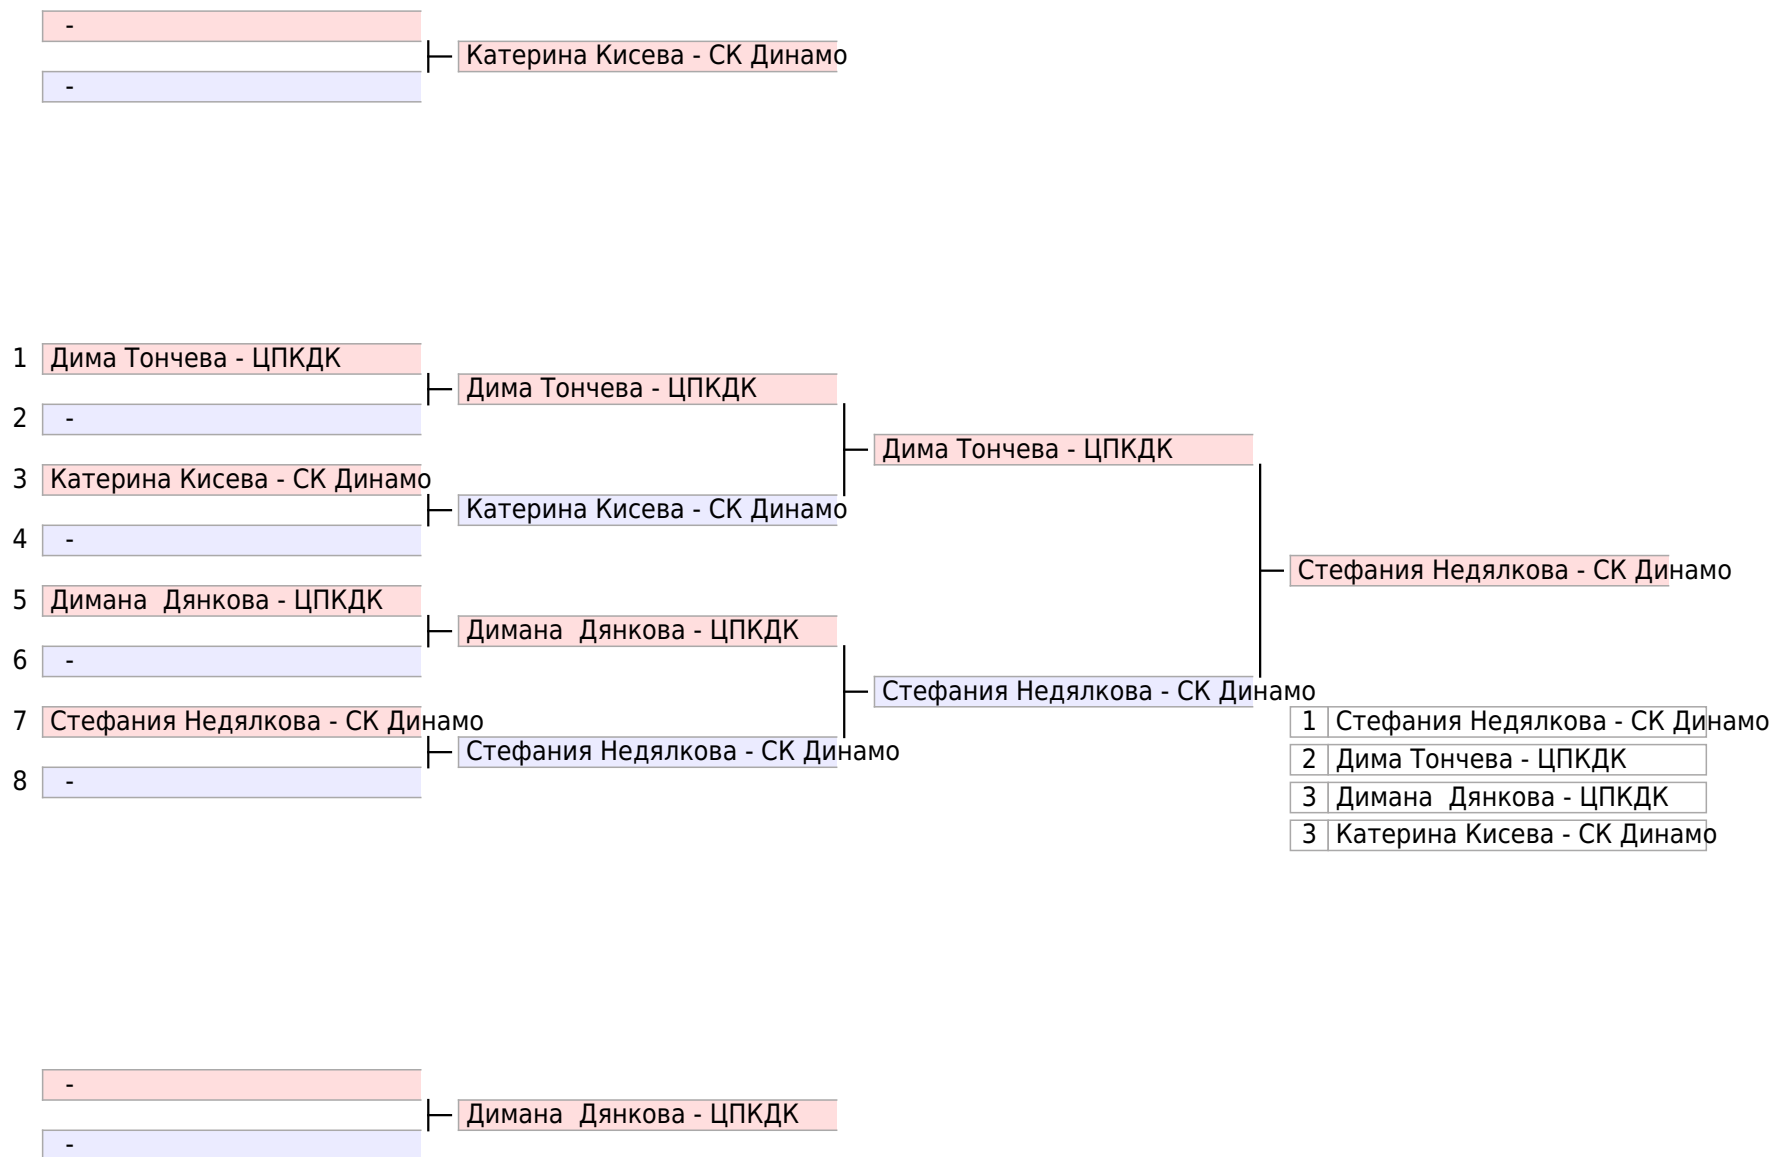 -
Катерина Кисева - СК Динамо
-
1 Дима Тончева - ЦПКДК
Дима Тончева - ЦПКДК
2 -
Дима Тончева - ЦПКДК
3 Катерина Кисева - СК Динамо
Катерина Кисева - СК Динамо
4 -
Стефания Недялкова - СК Динамо
5 Димана  Дянкова - ЦПКДК
Димана  Дянкова - ЦПКДК
6 -
Стефания Недялкова - СК Динамо
7 Стефания Недялкова - СК Динамо
1 Стефания Недялкова - СК Динамо
Стефания Недялкова - СК Динамо
2 Дима Тончева - ЦПКДК
8 -
3 Димана  Дянкова - ЦПКДК
3 Катерина Кисева - СК Динамо
-
Димана  Дянкова - ЦПКДК
-